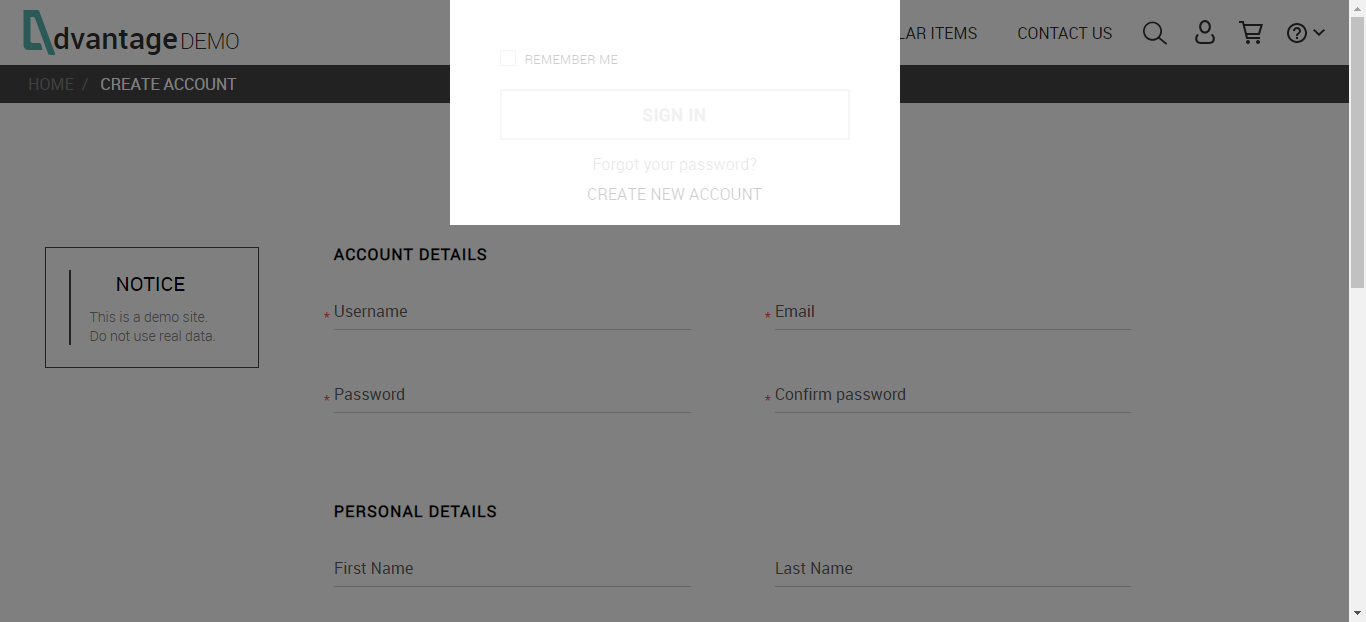 dvantage DEMO
LAR ITEMS
CONTACT US
HOME / CREATE ACCOUNT
REMEMBER ME
SIGN IN
Forgot your password?
CREATE NEW ACCOUNT
NOTICE
This is a demo site.
Do not use real data.
ACCOUNT DETAILS
* Username
* Email
* Password
* Confirm password
PERSONAL DETAILS
First Name
Last Name